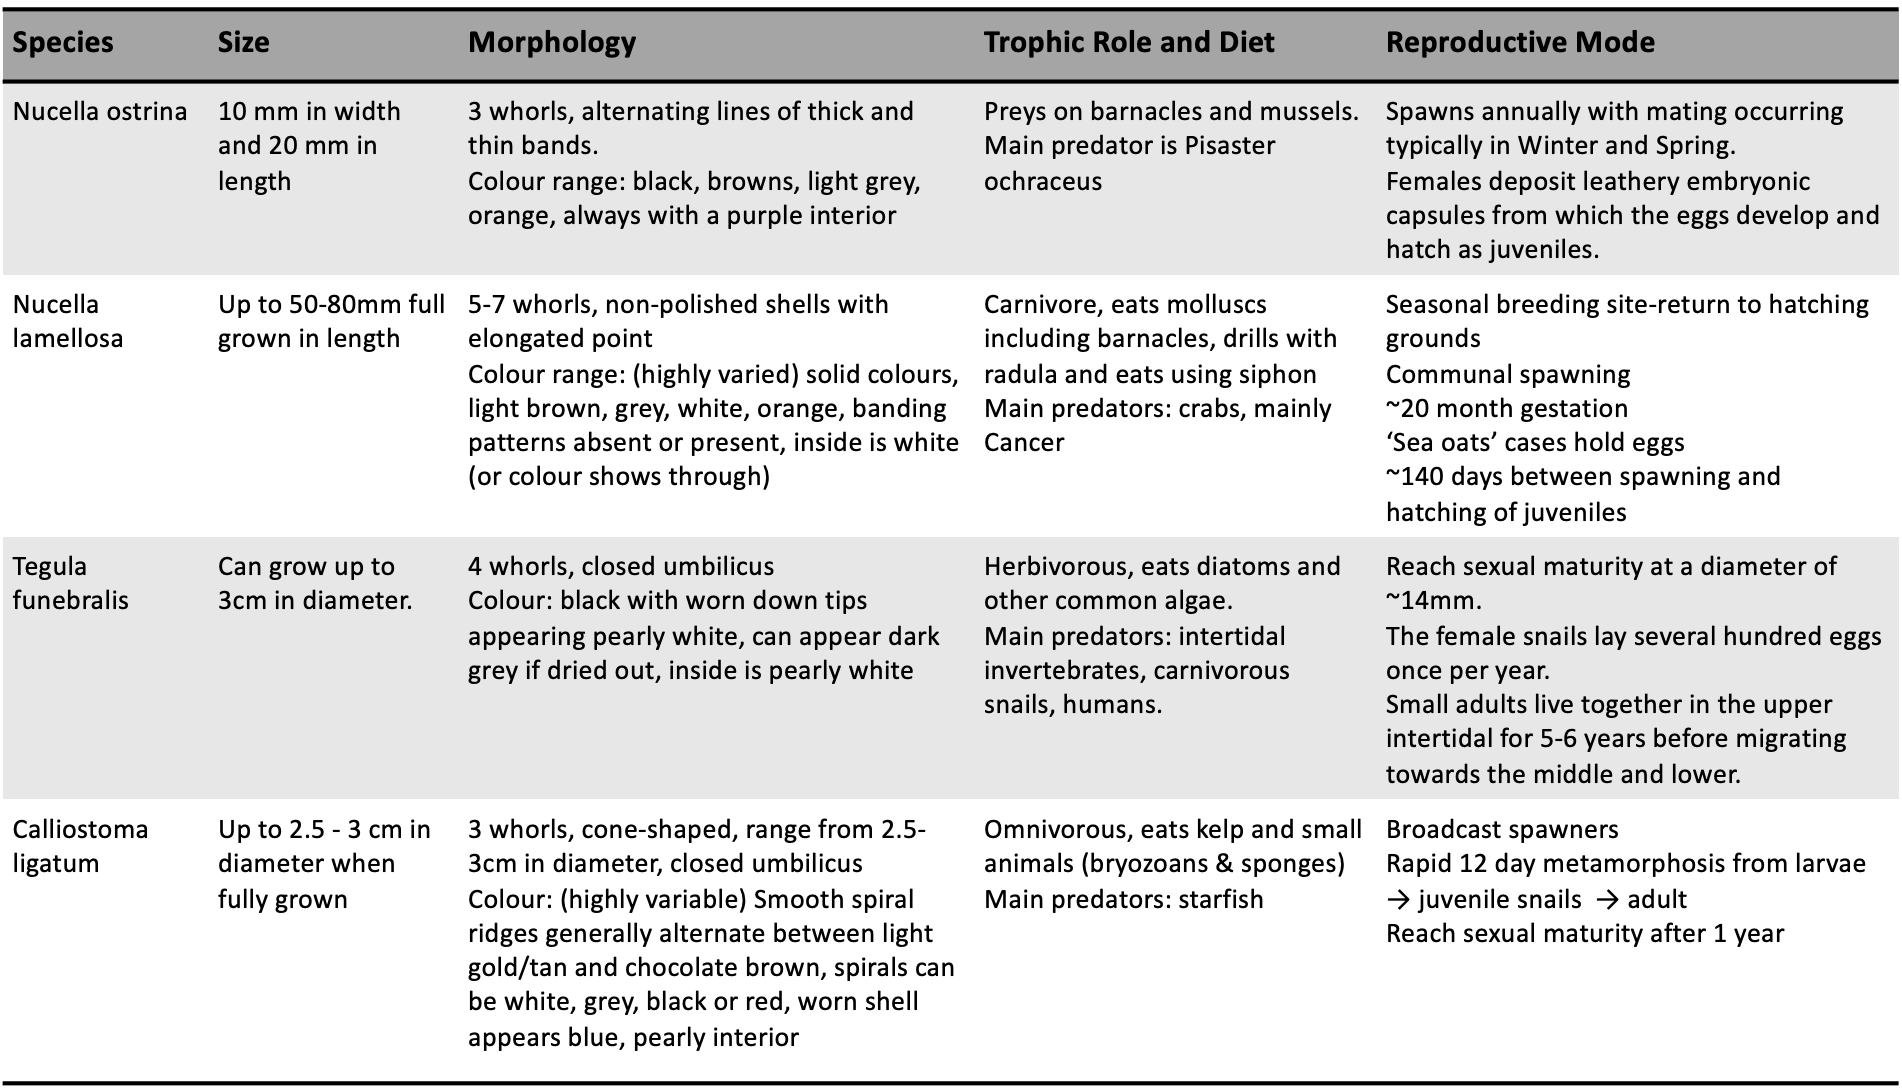 Species Size Morphology Trophic Role and Diet Reproductive Mode
Nucella ostrina
10 mm in width
and 20 mm in
length
3 whorls, alternating lines of thick and
thin bands.
Colour range: black, browns, light grey,
orange, always with a purple interior
Preys on barnacles and mussels.
Main predator is Pisaster
ochraceus
Spawns annually with mating occurring
typically in Winter and Spring.
Females deposit leathery embryonic
capsules from which the eggs develop and
hatch as juveniles.
Nucella
lamellosa
Up to 50-80mm full
grown in length
5-7 whorls, non-polished shells with
elongated point
Colour range: (highly varied) solid colours,
light brown, grey, white, orange, banding
patterns absent or present, inside is white
(or colour shows through)
Carnivore, eats molluscs
including barnacles, drills with
radula and eats using siphon
Main predators: crabs, mainly
Cancer
Seasonal breeding site-return to hatching
grounds
Communal spawning
~20 month gestation
‘Sea oats’ cases hold eggs
~140 days between spawning and
hatching of juveniles
Tegula
funebralis
Can grow up to
3cm in diameter.
4 whorls, closed umbilicus
Colour: black with worn down tips
appearing pearly white, can appear dark
grey if dried out, inside is pearly white
Herbivorous, eats diatoms and
other common algae.
Main predators: intertidal
invertebrates, carnivorous
snails, humans.
Reach sexual maturity at a diameter of
~14mm.
The female snails lay several hundred eggs
once per year.
Small adults live together in the upper
intertidal for 5-6 years before migrating
towards the middle and lower.
Calliostoma
ligatum
Up to 2.5 - 3 cm in
diameter when
fully grown
3 whorls, cone-shaped, range from 2.5-
3cm in diameter, closed umbilicus
Colour: (highly variable) Smooth spiral
ridges generally alternate between light
gold/tan and chocolate brown, spirals can
be white, grey, black or red, worn shell
appears blue, pearly interior
Omnivorous, eats kelp and small
animals (bryozoans & sponges)
Main predators: starfish
Broadcast spawners
Rapid 12 day metamorphosis from larvae
→ juvenile snails → adult
Reach sexual maturity after 1 year